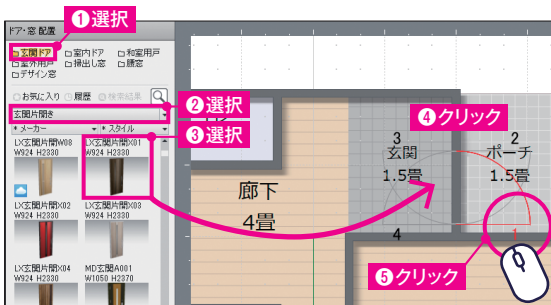 ❶選択
ドア・窓 配置
玄関ドア 室内ドア 和室用戸
室外用戸 掃出し窓 腰窓
デザイン窓
お気に入り 履歴 検索結果
玄関片開き
❷選択
* メーカー * スタイル
❸選択
LX玄関片開W08 LX玄関片開X01
W924 H2330 W924 H2330
LX玄関片開X02 LX玄関片開X03
W924 H2330 W924 H2330
LX玄関片開X04 MD玄関A001
W924 H2330 W1050 H2370
廊下
4畳
❹クリック
3
玄関
1.5畳
2
ポーチ
1.5畳
4
1
❺クリック